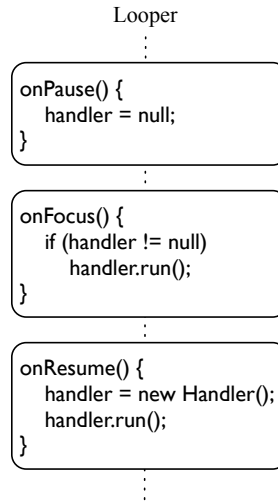 Looper
onPause() {
    handler = null;
}
onFocus() {
    if (handler != null)
        handler.run();
}
onResume() {
    handler = new Handler();
    handler.run();
}